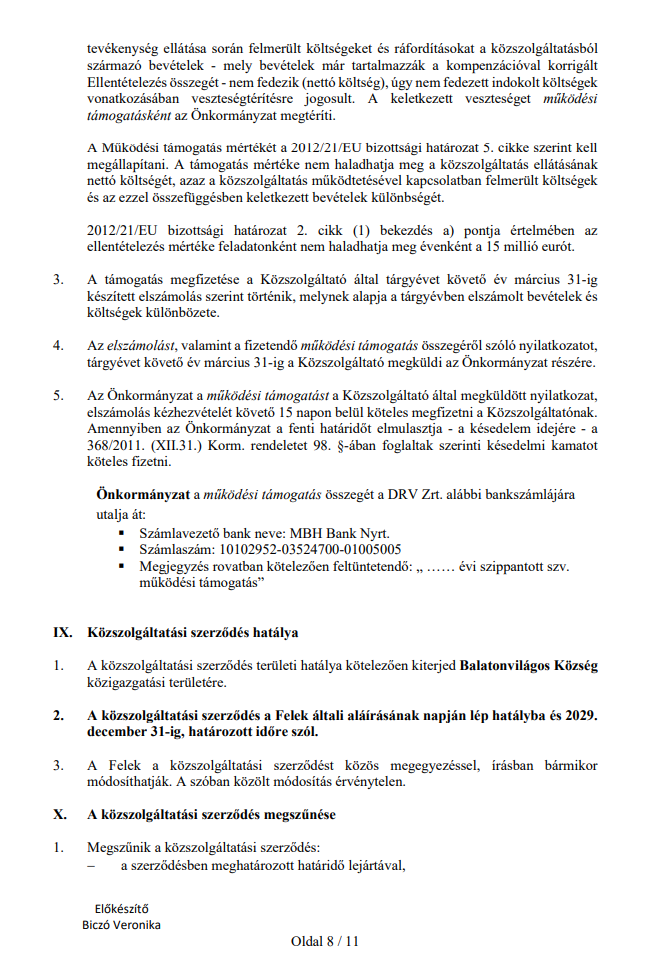 tevékenység ellátása során felmerült költségeket és ráfordításokat a közszolgáltatásból
származó bevételek - mely bevételek már tartalmazzák a kompenzációval korrigált
Ellentételezés összegét - nem fedezik (nettó költség), úgy nem fedezett indokolt költségek
vonatkozásában veszteségtérítésre jogosult. A keletkezett veszteséget működési
támogatásként az Önkormányzat megtéríti.
A Működési támogatás mértékét a 2012/21/EU bizottsági határozat 5. cikke szerint kell
megállapítani. A támogatás mértéke nem haladhatja meg a közszolgáltatás ellátásának
nettó költségét, azaz a közszolgáltatás működtetésével kapcsolatban felmerült költségek
és az ezzel összefüggésben keletkezett bevételek különbségét.
2012/21/EU bizottsági határozat 2. cikk (1) bekezdés a) pontja értelmében az
ellentételezés mértéke feladatonként nem haladhatja meg évenként a 15 millió eurót.
3. A támogatás megfizetése a Közszolgáltató által tárgyévet követő év március 31-ig
készített elszámolás szerint történik, melynek alapja a tárgyévben elszámolt bevételek és
költségek különbözete.
4. Az elszámolást, valamint a fizetendő működési támogatás összegéről szóló nyilatkozatot,
tárgyévet követő év március 31-ig a Közszolgáltató megküldi az Önkormányzat részére.
5. Az Önkormányzat a működési támogatást a Közszolgáltató által megküldött nyilatkozat,
elszámolás kézhezvételét követő 15 napon belül köteles megfizetni a Közszolgáltatónak.
Amennyiben az Önkormányzat a fenti határidőt elmulasztja - a késedelem idejére - a
368/2011. (XII.31.) Korm. rendeletet 98. §-ában foglaltak szerinti késedelmi kamatot
köteles fizetni.
Önkormányzat a működési támogatás összegét a DRV Zrt. alábbi bankszámlájára
utalja át:
▪ Számlavezető bank neve: MBH Bank Nyrt.
▪ Számlaszám: 10102952-03524700-01005005
▪ Megjegyzés rovatban kötelezően feltüntetendő: „ …… évi szippantott szv.
működési támogatás”
IX. Közszolgáltatási szerződés hatálya
1. A közszolgáltatási szerződés területi hatálya kötelezően kiterjed Balatonvilágos Község
közigazgatási területére.
2. A közszolgáltatási szerződés a Felek általi aláírásának napján lép hatályba és 2029.
december 31-ig, határozott időre szól.
3. A Felek a közszolgáltatási szerződést közös megegyezéssel, írásban bármikor
módosíthatják. A szóban közölt módosítás érvénytelen.
X. A közszolgáltatási szerződés megszűnése
1. Megszűnik a közszolgáltatási szerződés:
– a szerződésben meghatározott határidő lejártával,
Előkészítő
Biczó Veronika
Oldal 8 / 11